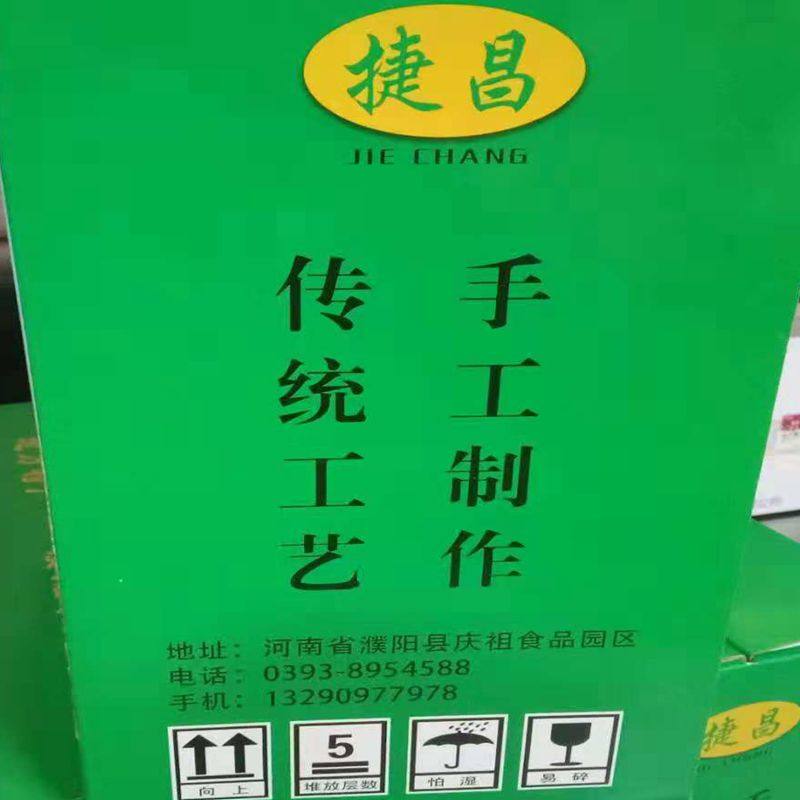 捷昌
JIE CHANG
手工制作
传统工艺
地址：河南省濮阳县庆祖食品园区
电话：0393-8954588
手机：13290977978
5
向上
堆放层数
怕湿
易碎
捷昌
JIE CHANG